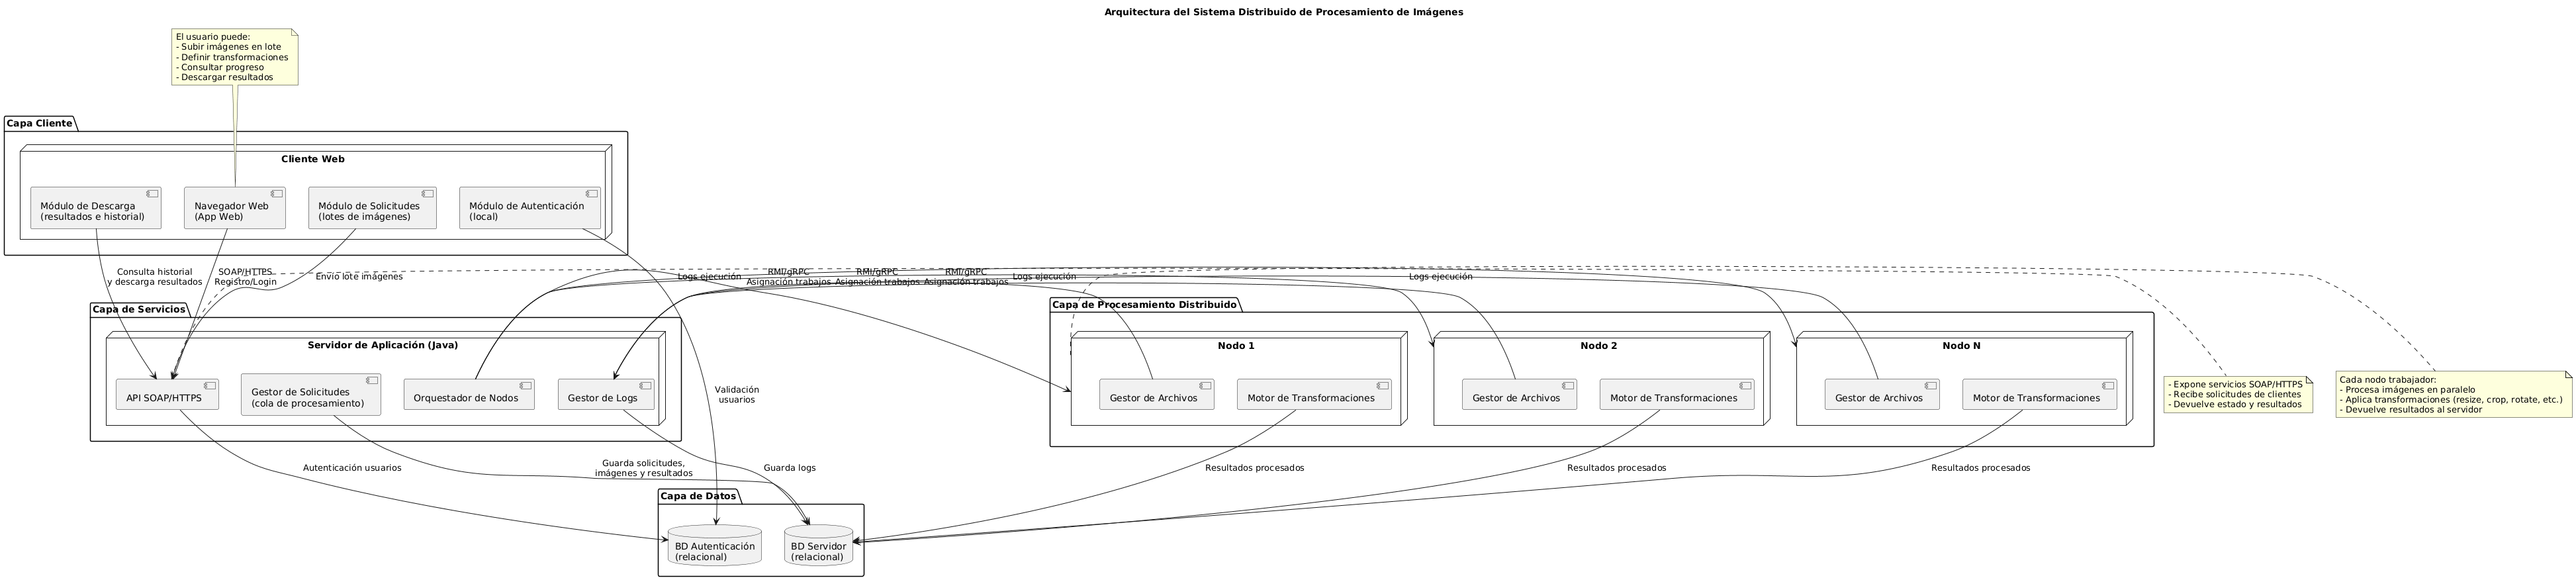 Arquitectura del Sistema Distribuido de Procesamiento de Imágenes
El usuario puede:
- Subir imágenes en lote
- Definir transformaciones
- Consultar progreso
- Descargar resultados
Capa Cliente
Cliente Web
Módulo de Descarga
(resultados e historial)
Navegador Web
(App Web)
Módulo de Solicitudes
(lotes de imágenes)
Módulo de Autenticación
(local)
Consulta historial
y descarga resultados
SOAP/HTTPS
Registro/Login
Envío lote imágenes
Logs ejecución
RMI/gRPC
Asignación trabajos
RMI/gRPC
Asignación trabajos
RMI/gRPC
Asignación trabajos
Logs ejecución
Logs ejecución
Capa de Servicios
Servidor de Aplicación (Java)
API SOAP/HTTPS
Gestor de Solicitudes
(cola de procesamiento)
Orquestador de Nodos
Gestor de Logs
Validación
usuarios
Capa de Procesamiento Distribuido
Nodo 1
Gestor de Archivos
Motor de Transformaciones
Nodo 2
Gestor de Archivos
Motor de Transformaciones
Nodo N
Gestor de Archivos
Motor de Transformaciones
- Expone servicios SOAP/HTTPS
- Recibe solicitudes de clientes
- Devuelve estado y resultados
Cada nodo trabajador:
- Procesa imágenes en paralelo
- Aplica transformaciones (resize, crop, rotate, etc.)
- Devuelve resultados al servidor
Autenticación usuarios
Guarda solicitudes,
imágenes y resultados
Guarda logs
Resultados procesados
Resultados procesados
Resultados procesados
Capa de Datos
BD Autenticación
(relacional)
BD Servidor
(relacional)